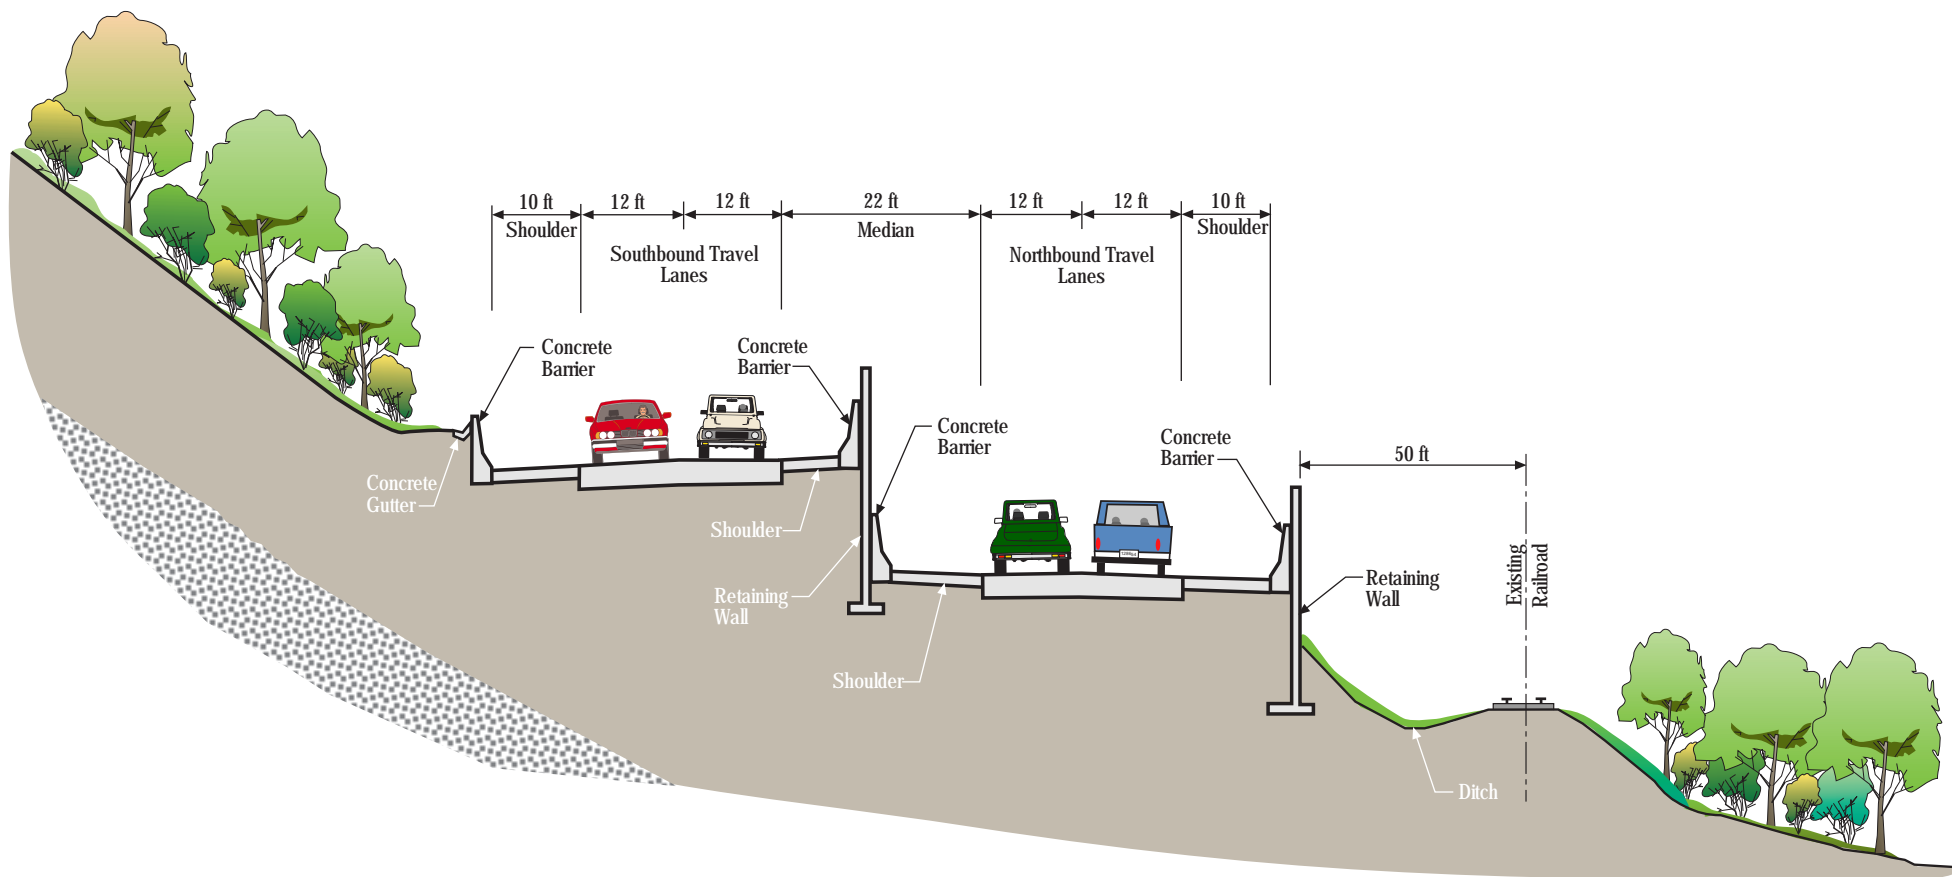 10 ft
Shoulder
12 ft
12 ft
Southbound Travel
Lanes
22 ft
Median
12 ft
12 ft
Northbound Travel
Lanes
10 ft
Shoulder
Concrete
Barrier
Concrete
Barrier
Concrete
Barrier
Concrete
Barrier
50 ft
Concrete
Gutter
Shoulder
Retaining
Wall
Shoulder
Retaining
Wall
Existing
Railroad
Ditch